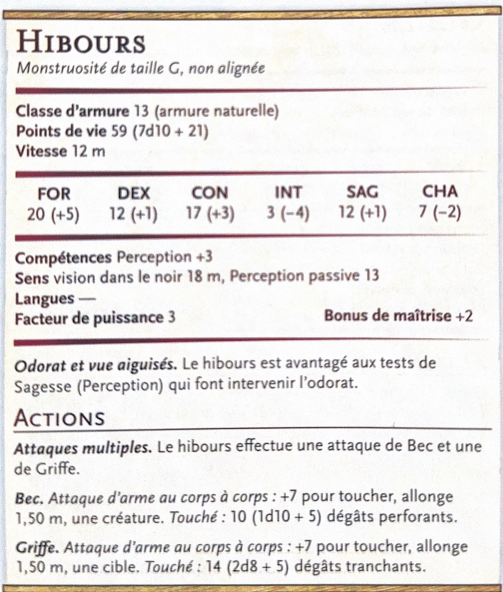 HIBOURS
Monstruosité de taille G, non alignée
Classe d'armure 13 (armure naturelle)
Points de vie 59 (7d10 + 21)
Vitesse 12 m
FOR DEX CON INT SAG CHA
20 (+5) 12 (+1) 17 (+3) 3 (−4) 12 (+1) 7 (−2)
Compétences Perception +3
Sens vision dans le noir 18 m, Perception passive 13
Langues —
Facteur de puissance 3 Bonus de maîtrise +2
Odorat et vue aiguisés. Le hibours est avantagé aux tests de
Sagesse (Perception) qui font intervenir l'odorat.
ACTIONS
Attaques multiples. Le hibours effectue une attaque de Bec et une
de Griffe.
Bec. Attaque d'arme au corps à corps : +7 pour toucher, allonge
1,50 m, une créature. Touché : 10 (1d10 + 5) dégâts perforants.
Griffe. Attaque d'arme au corps à corps : +7 pour toucher, allonge
1,50 m, une cible. Touché : 14 (2d8 + 5) dégâts tranchants.